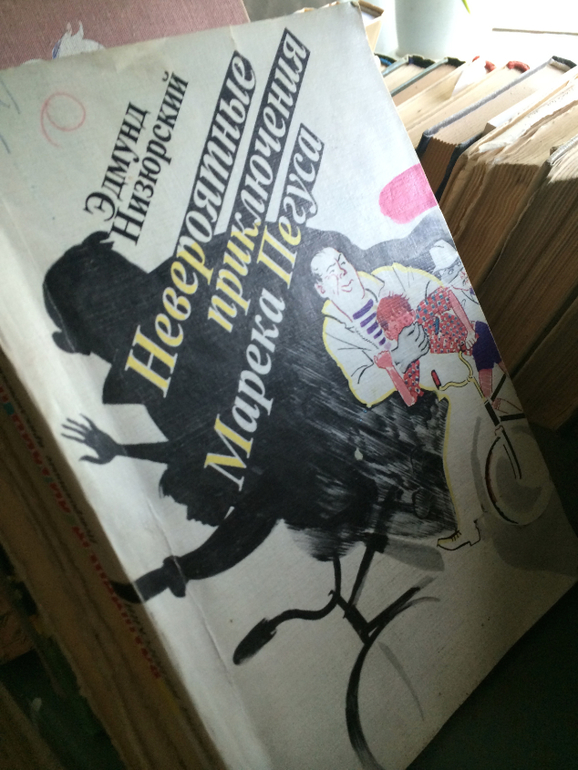 Эдмунд
Низюрский
Невероятные
приключения
Марека Пегуса